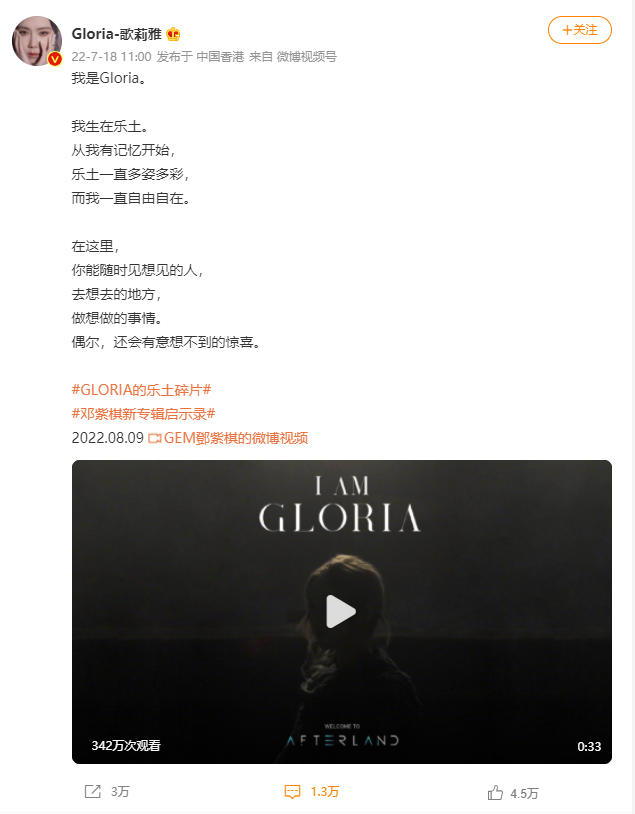 Gloria-歌莉雅
+关注
22-7-18 11:00 发布于 中国香港 来自 微博视频号
我是Gloria。
我生在乐土。
从我有记忆开始，
乐土一直多姿多彩，
而我一直自由自在。
在这里，
你能随时见想见的人，
去想去的地方，
做想做的事情。
偶尔，还会有意想不到的惊喜。
#GLORIA的乐土碎片#
#邓紫棋新专辑启示录#
2022.08.09 GEM鄧紫棋的微博视频
I AM
GLORIA
WELCOME TO
AFTERLAND
342万次观看
0:33
3万
1.3万
4.5万